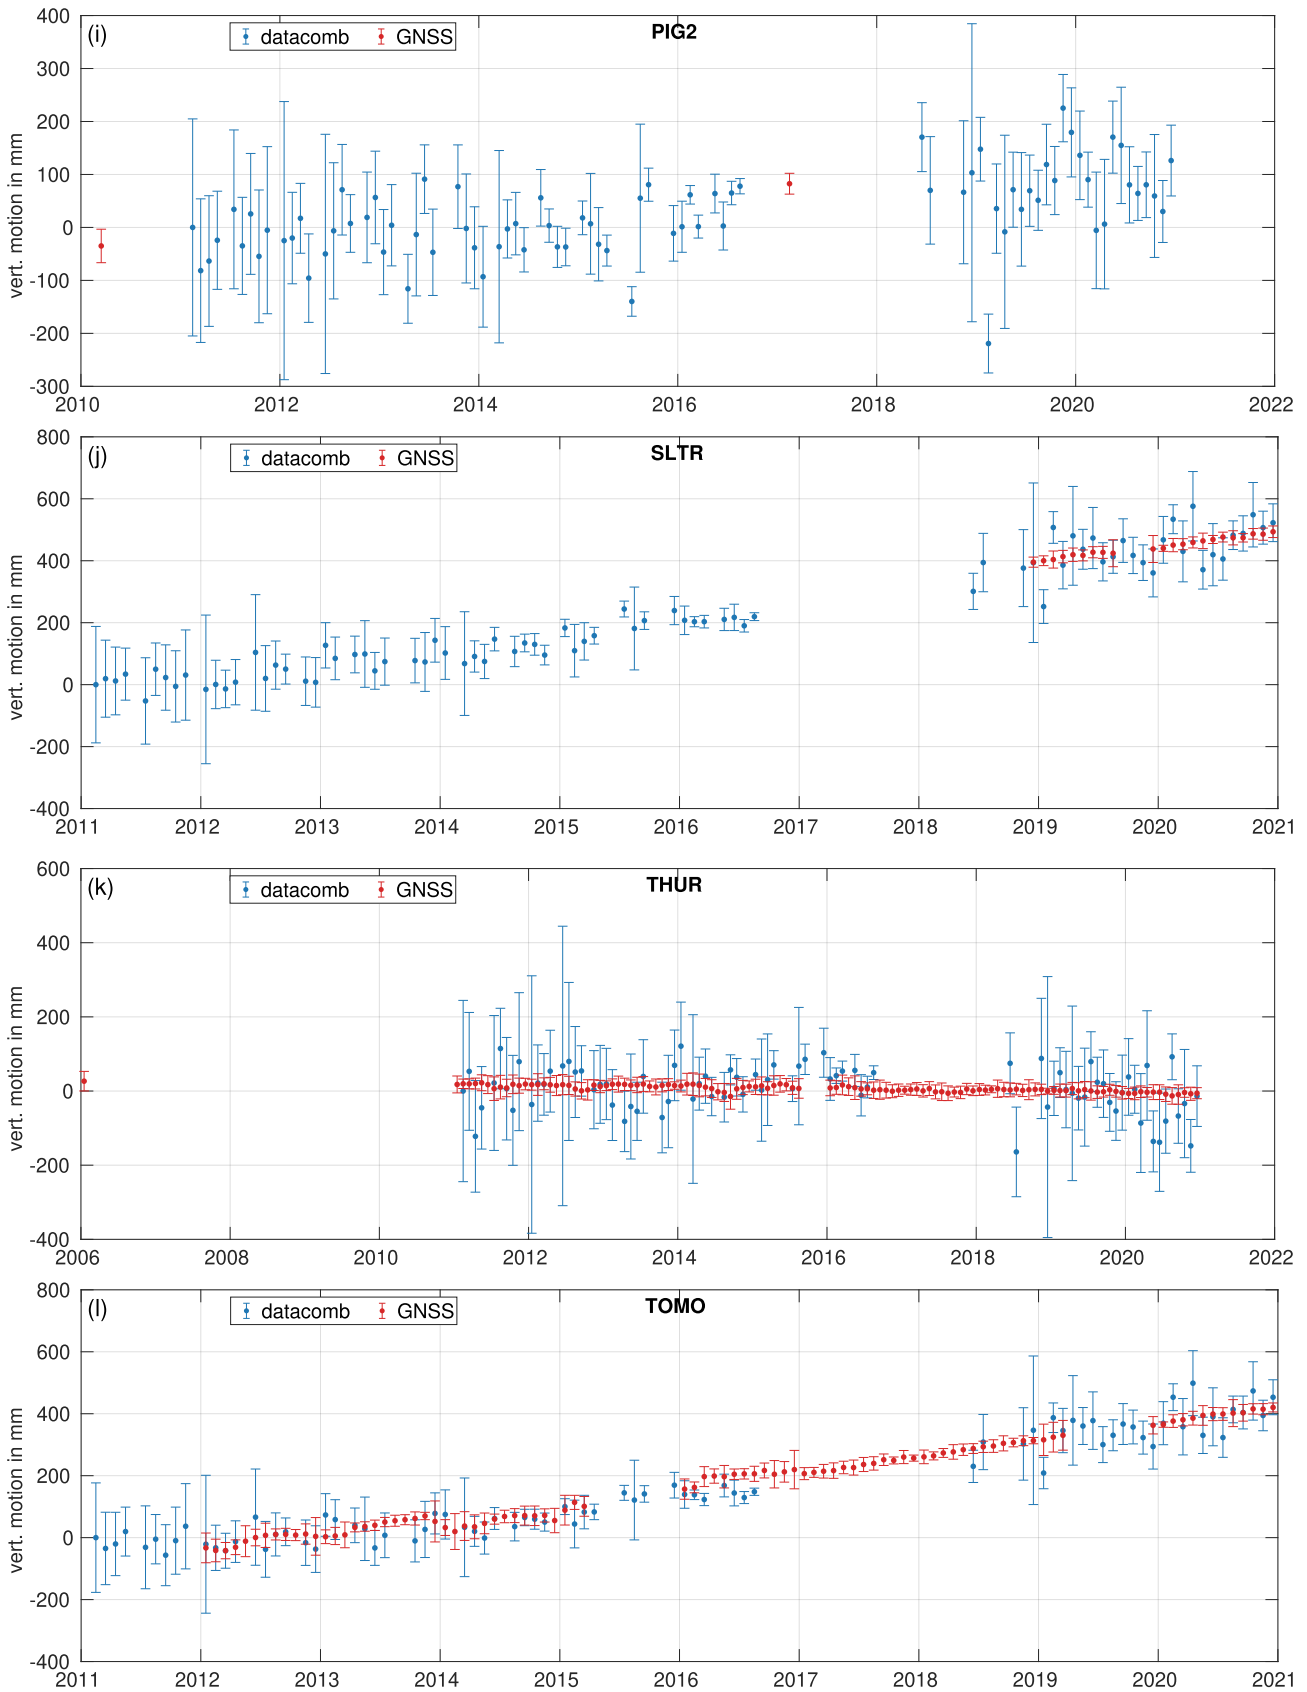 (i)
PIG2
datacomb GNSS
vert. motion in mm
400
300
200
100
0
-100
-200
-300
2010 2012 2014 2016 2018 2020 2022
(j)
SLTR
datacomb GNSS
vert. motion in mm
800
600
400
200
0
-200
-400
2011 2012 2013 2014 2015 2016 2017 2018 2019 2020 2021
(k)
THUR
datacomb GNSS
vert. motion in mm
600
400
200
0
-200
-400
2006 2008 2010 2012 2014 2016 2018 2020 2022
(l)
TOMO
datacomb GNSS
vert. motion in mm
800
600
400
200
0
-200
-400
2011 2012 2013 2014 2015 2016 2017 2018 2019 2020 2021